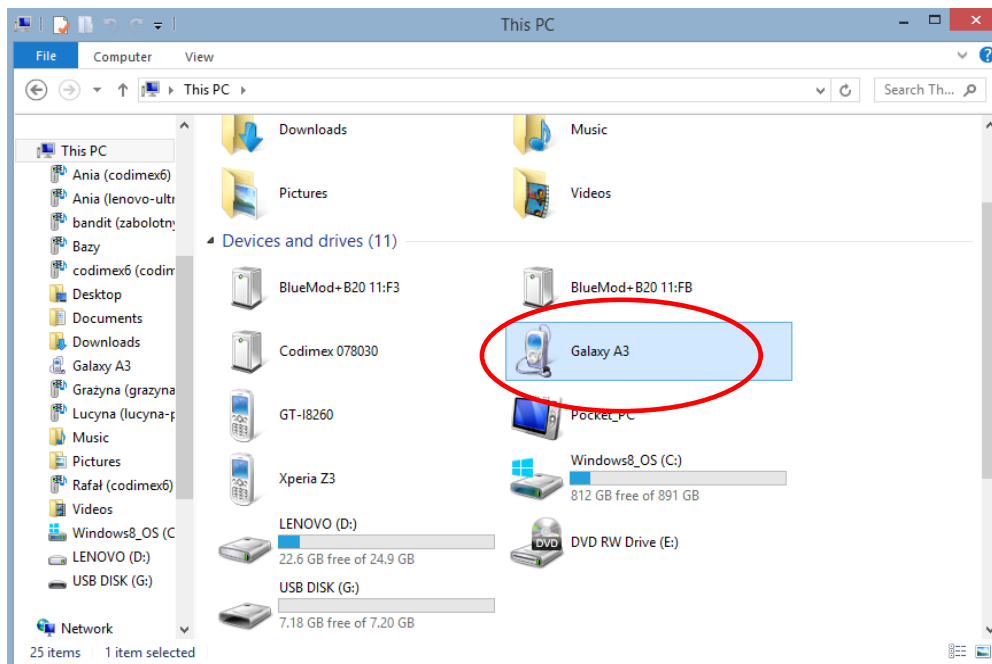 This PC
File Computer View
This PC
Search Th...
This PC
Ania (codimex6)
Ania (lenovo-ultr
bandit (zabolotny
Bazy
codimex6 (codim
Desktop
Documents
Downloads
Galaxy A3
Grażyna (grazyna
Lucyna (lucyna-p
Music
Pictures
Rafał (codimex6)
Videos
Windows8_OS (C
LENOVO (D:)
USB DISK (G:)
Network
Downloads
Music
Pictures
Videos
Devices and drives (11)
BlueMod+B20 11:F3
BlueMod+B20 11:FB
Codimex 078030
Galaxy A3
GT-I8260
Pocket_PC
Xperia Z3
Windows8_OS (C:)
812 GB free of 891 GB
LENOVO (D:)
22.6 GB free of 24.9 GB
DVD
DVD RW Drive (E:)
USB DISK (G:)
7.18 GB free of 7.20 GB
25 items 1 item selected